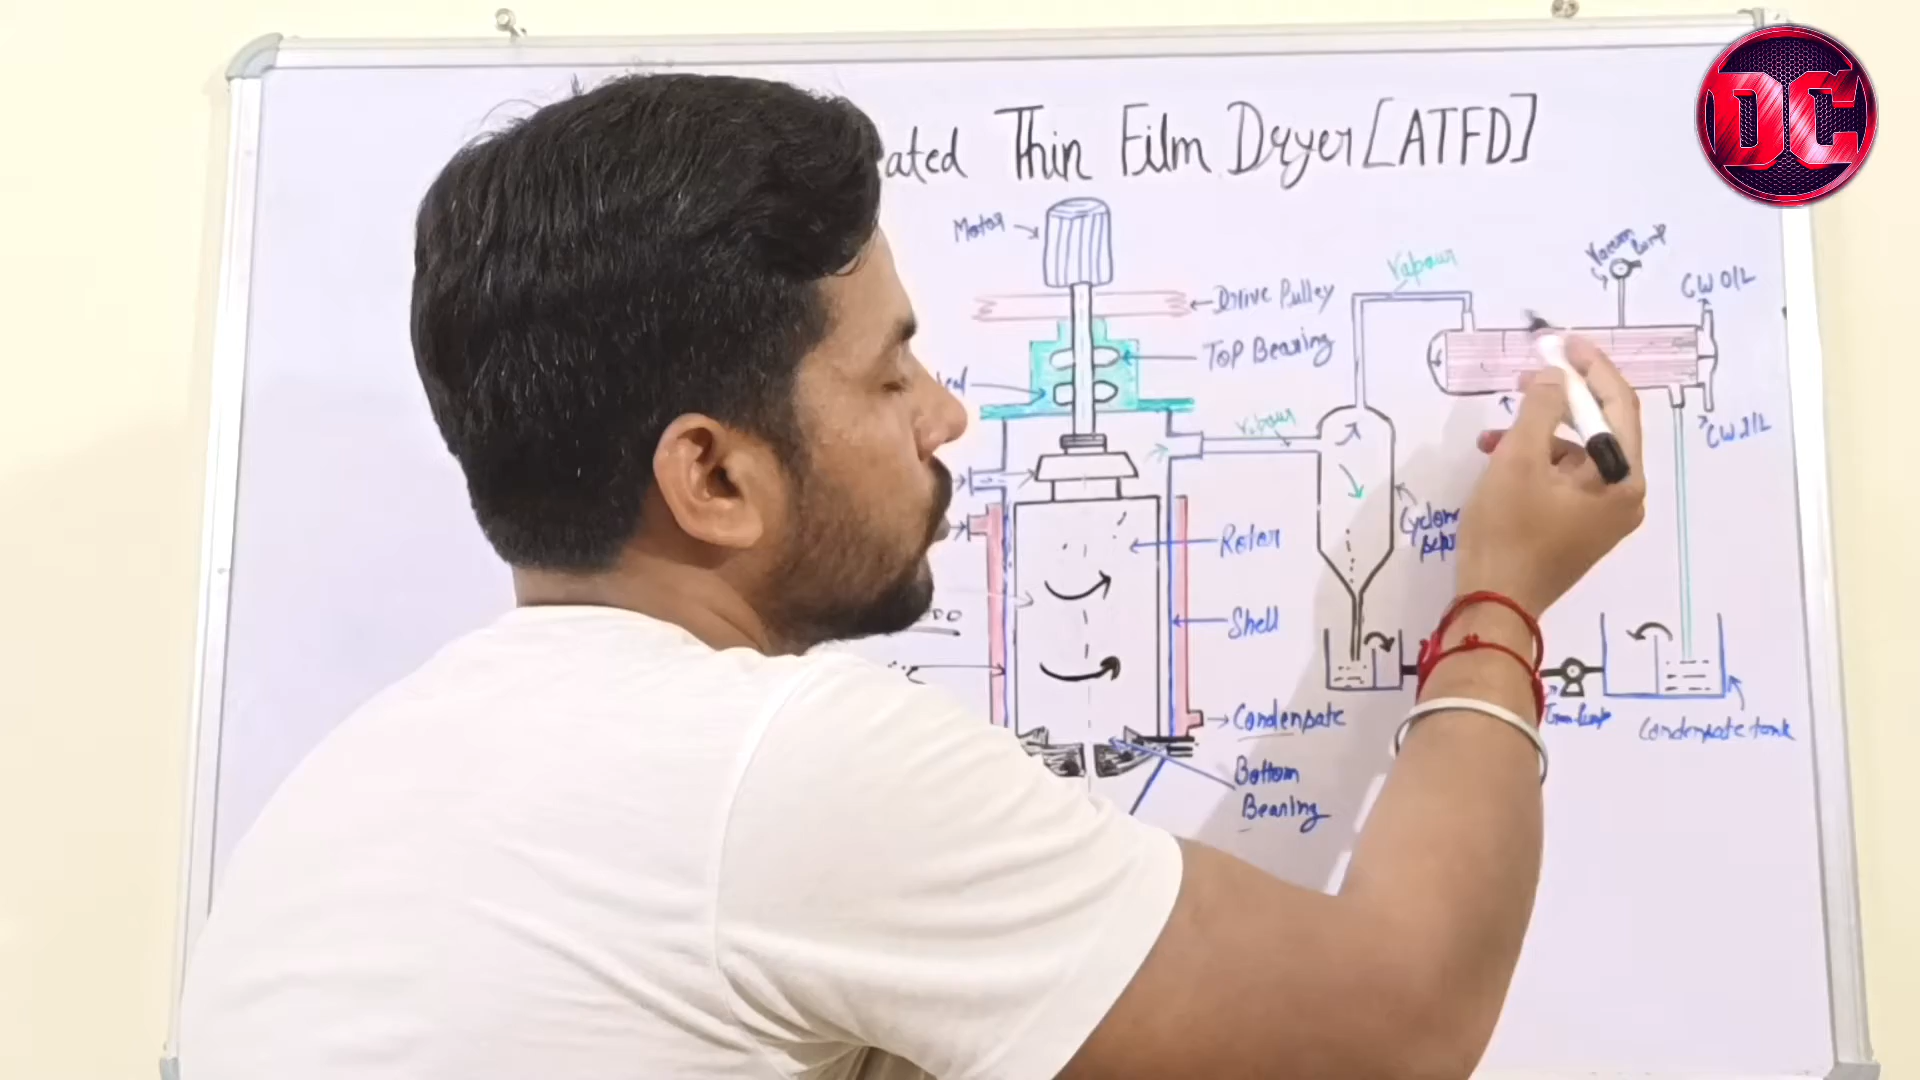 DC
ated Thin Film Dryer [ATFD]
Motor
Drive Pulley
Top Bearing
Vapour
Vacuum Pump
CW O/L
CW I/L
Vapour
Rotor
Shell
Condensate
Condensate tank
Bottom
Bearing